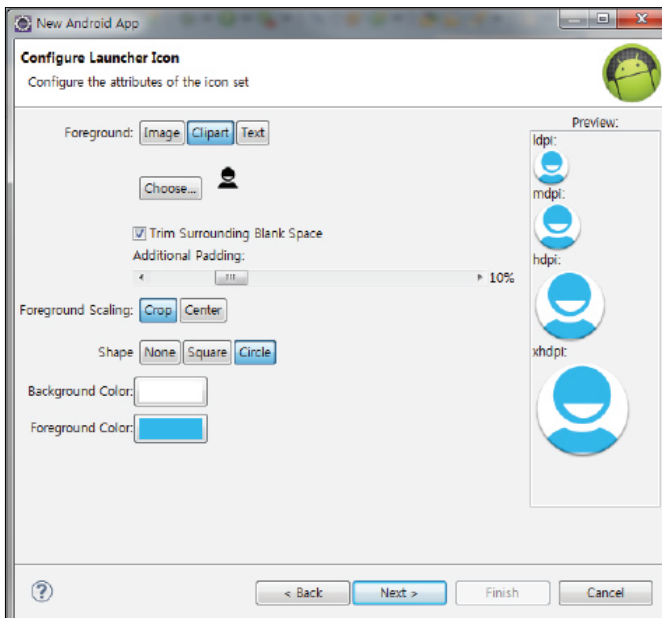 New Android App
Configure Launcher Icon
Configure the attributes of the icon set
Foreground: Image Clipart Text
Choose...
Trim Surrounding Blank Space
Additional Padding:
10%
Foreground Scaling: Crop Center
Shape None Square Circle
Background Color:
Foreground Color:
Preview:
ldpi:
mdpi:
hdpi:
xhdpi:
< Back Next > Finish Cancel